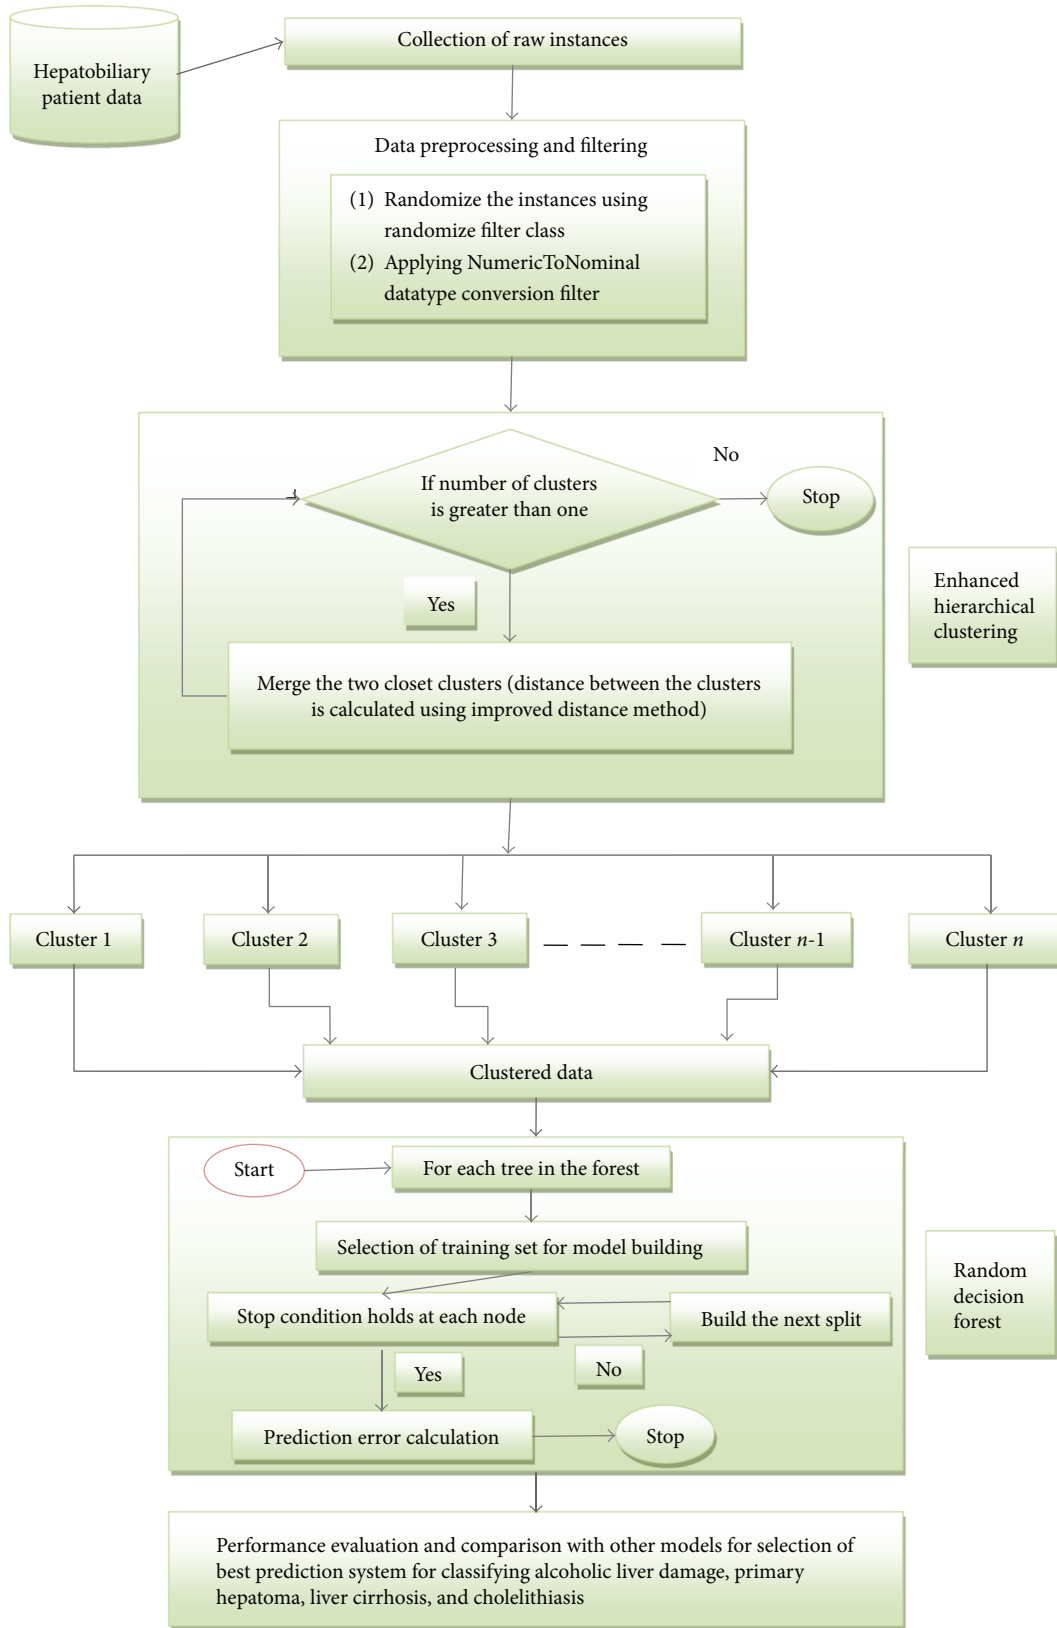 Hepatobiliary
patient data
Collection of raw instances
Data preprocessing and filtering
(1) Randomize the instances using
randomize filter class
(2) Applying NumericToNominal
datatype conversion filter
If number of clusters
is greater than one
No
Stop
Yes
Merge the two closet clusters (distance between the clusters
is calculated using improved distance method)
Enhanced
hierarchical
clustering
Cluster 1
Cluster 2
Cluster 3
Cluster n-1
Cluster n
Clustered data
Start
For each tree in the forest
Selection of training set for model building
Stop condition holds at each node
Build the next split
Yes
No
Prediction error calculation
Stop
Random
decision
forest
Performance evaluation and comparison with other models for selection of
best prediction system for classifying alcoholic liver damage, primary
hepatoma, liver cirrhosis, and cholelithiasis